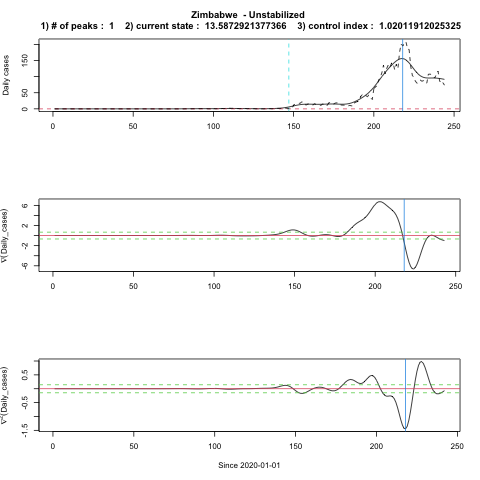 Zimbabwe - Unstabilized
1) # of peaks : 1 2) current state : 13.5872921377366 3) control index : 1.02011912025325
Daily cases
0 50 150
0 50 100 150 200 250
∇(Daily_cases)
-6 -2 2 6
0 50 100 150 200 250
∇²(Daily_cases)
-1.5 -0.5 0.5
0 50 100 150 200 250
Since 2020-01-01